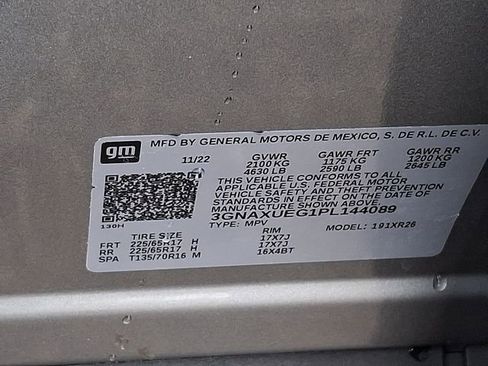 gm
MFD BY GENERAL MOTORS DE MEXICO, S. DE R.L. DE C.V.
11/22 GVWR GAWR FRT GAWR RR
2100 KG 1175 KG 1200 KG
4630 LB 2590 LB 2645 LB
THIS VEHICLE CONFORMS TO ALL
APPLICABLE U.S. FEDERAL MOTOR
VEHICLE SAFETY AND THEFT PREVENTION
STANDARDS IN EFFECT ON THE DATE OF
MANUFACTURE SHOWN ABOVE.
3GNAXUEG1PL144089
130H TYPE: MPV MODEL: 191XR26
TIRE SIZE RIM
FRT 225/65R17 H 17X7J
RR 225/65R17 H 17X7J
SPA T135/70R16 M 16X4BT